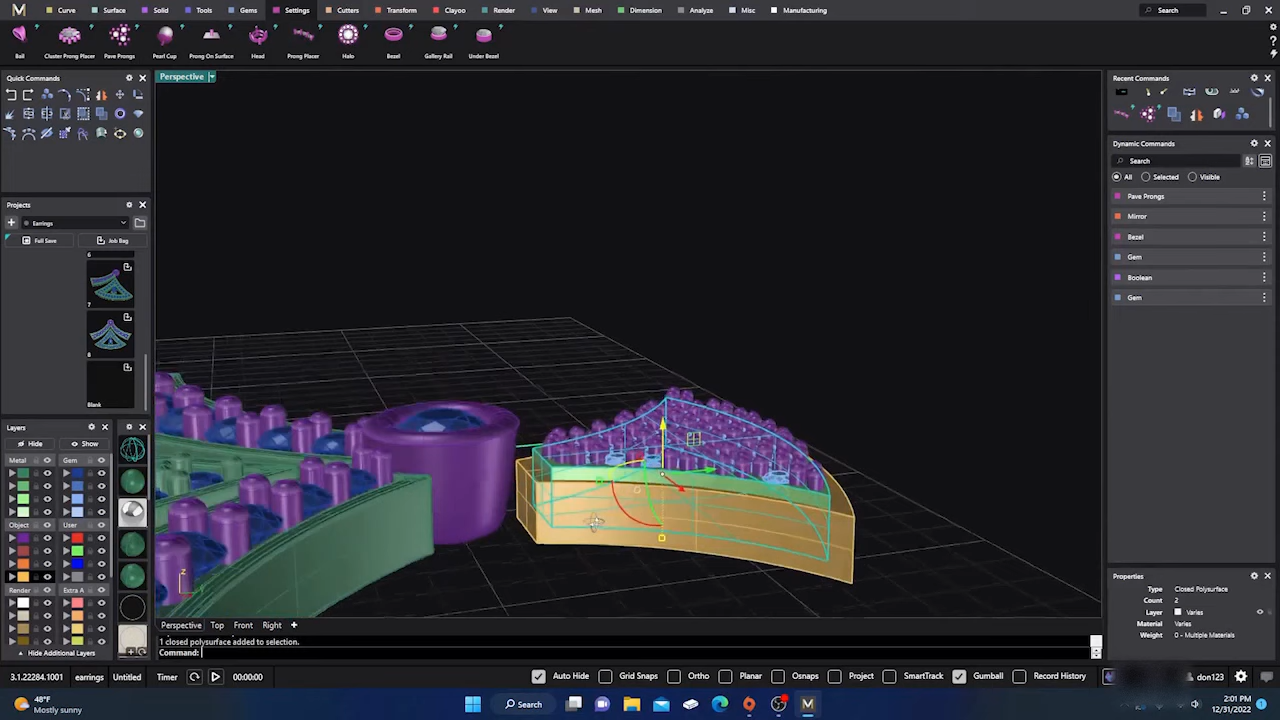 M
Curve Surface Solid Tools Gems Settings Cutters Transform Clayoo Render View Mesh Dimension Analyze Misc Manufacturing Search
Ball Cluster Prong Placer Pave Prongs Pearl Cup Prong On Surface Head Prong Placer Halo Bezel Gallery Rail Under Bezel
Quick Commands
Projects
Earrings
Full Save Job Bag
6
7
8
Blank
Layers
Hide Show
Metal Gem
Object User
Render Extra A
Hide Additional Layers
Perspective
Z
Perspective Top Front Right
1 closed polysurface added to selection.
Command:
Recent Commands
Dynamic Commands
Search
All Selected Visible
Pave Prongs
Mirror
Bezel
Gem
Boolean
Gem
Properties
Type Closed Polysurface
Count 2
Layer Varies
Material Varies
Weight 0 - Multiple Materials
3.1.22284.1001 earrings Untitled Timer 00:00:00 Auto Hide Grid Snaps Ortho Planar Osnaps Project SmartTrack Gumball Record History don123
48°F
Mostly sunny
Search
2:01 PM
12/31/2022